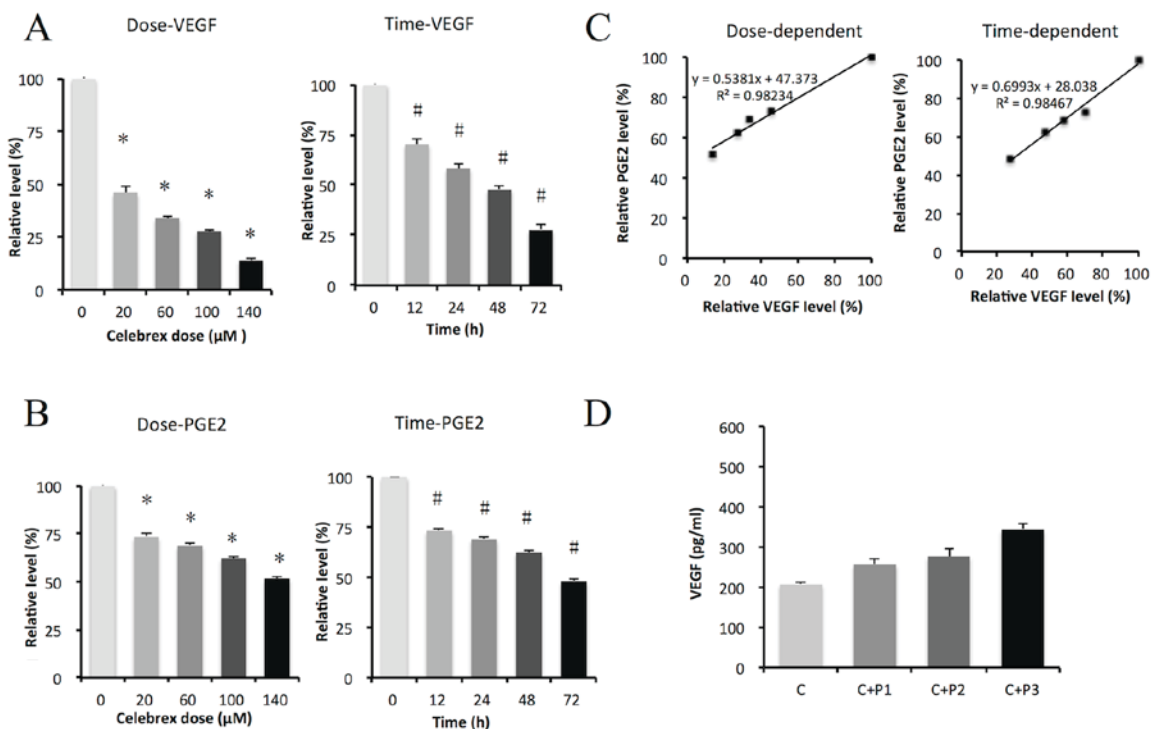 A
Dose-VEGF
Relative level (%)
100
75
50
25
0
*
*
*
*
0 20 60 100 140
Celebrex dose (μM )
Time-VEGF
Relative level (%)
100
75
50
25
0
#
#
#
#
0 12 24 48 72
Time (h)
C
Dose-dependent
Relative PGE2 level (%)
100
80
60
40
20
0
y = 0.5381x + 47.373
R² = 0.98234
0 20 40 60 80 100
Relative VEGF level (%)
Time-dependent
Relative PGE2 level (%)
100
80
60
40
20
0
y = 0.6993x + 28.038
R² = 0.98467
0 20 40 60 80 100
Relative VEGF level (%)
B
Dose-PGE2
Relative level (%)
100
75
50
25
0
*
*
*
*
0 20 60 100 140
Celebrex dose (μM)
Time-PGE2
Relative level (%)
100
75
50
25
0
#
#
#
#
0 12 24 48 72
Time (h)
D
VEGF (pg/ml)
600
500
400
300
200
100
0
C C+P1 C+P2 C+P3